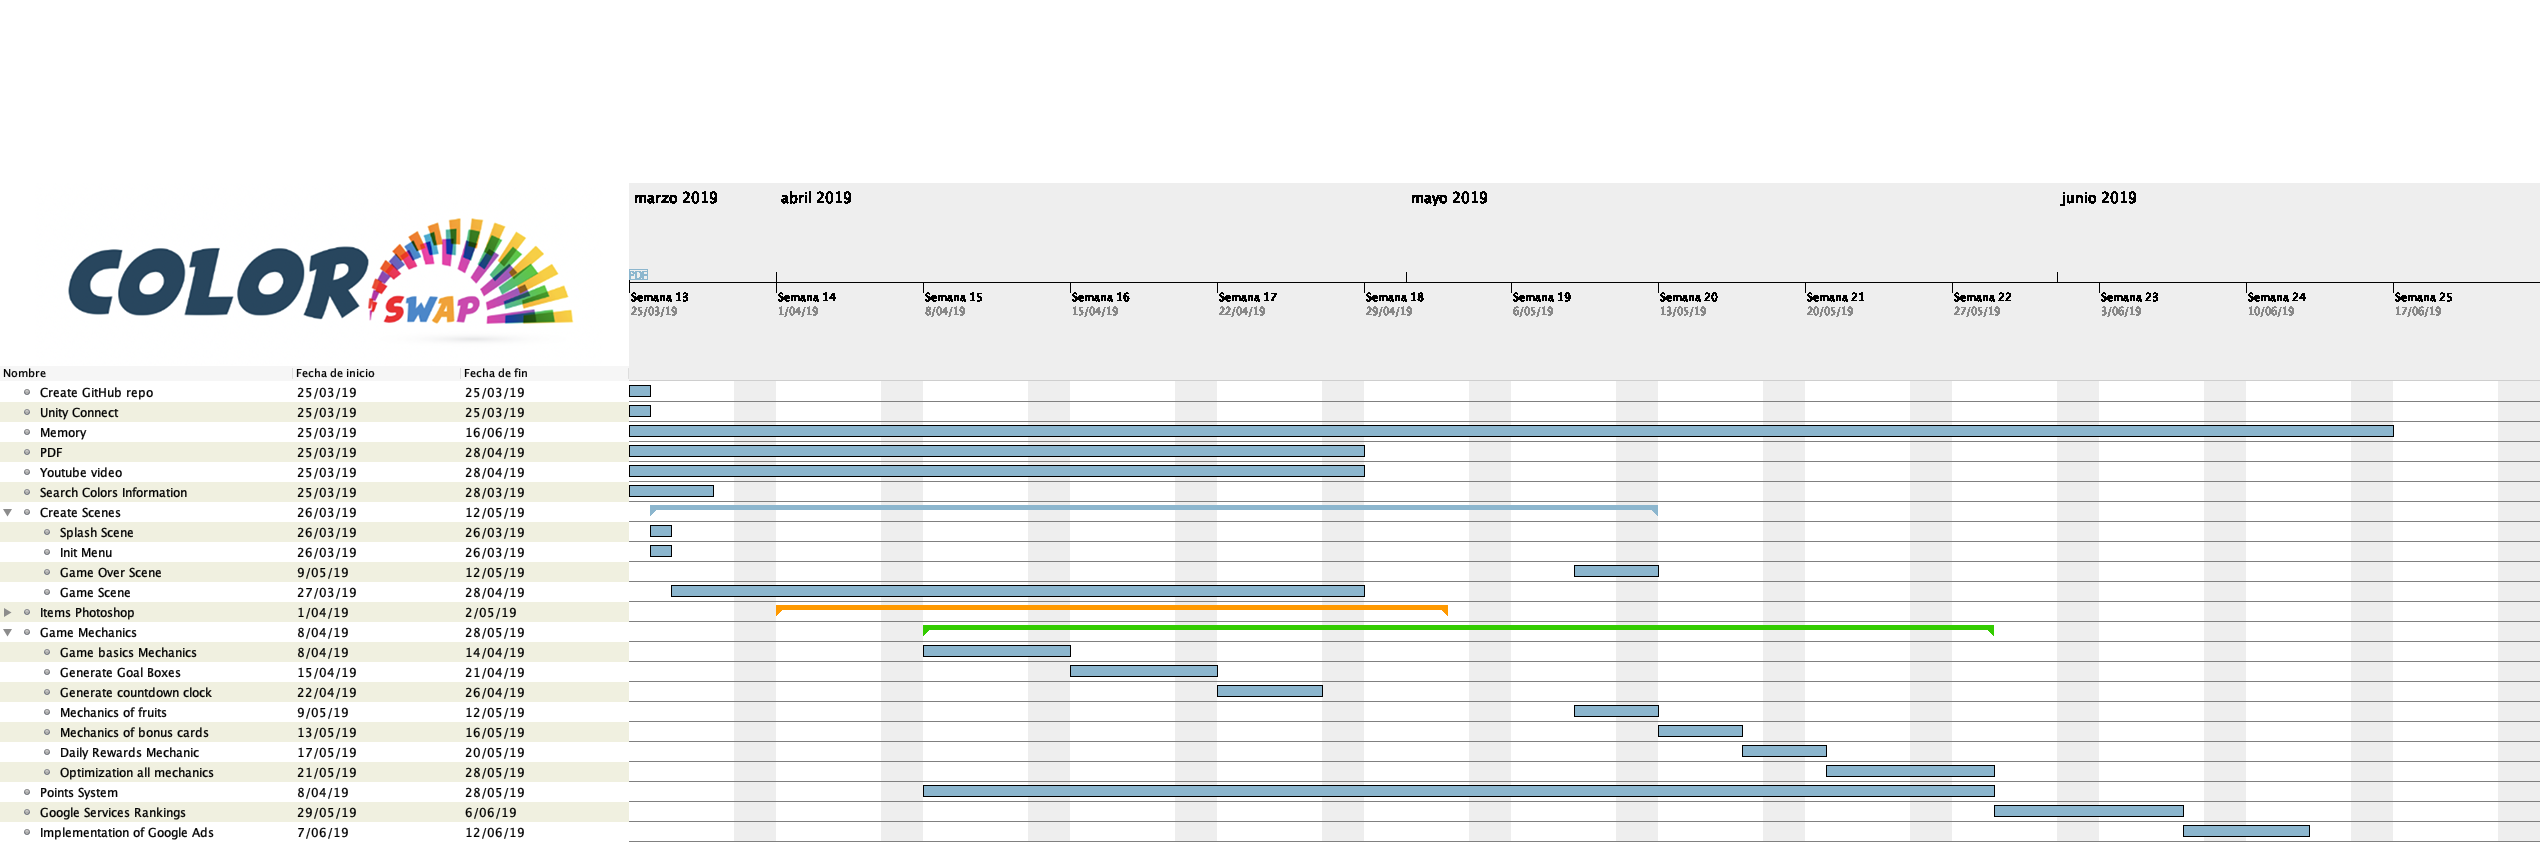 marzo 2019 abril 2019 mayo 2019 junio 2019
COLOR SWAP
PDF
Semana 13 Semana 14 Semana 15 Semana 16 Semana 17 Semana 18 Semana 19 Semana 20 Semana 21 Semana 22 Semana 23 Semana 24 Semana 25
25/03/19 1/04/19 8/04/19 15/04/19 22/04/19 29/04/19 6/05/19 13/05/19 20/05/19 27/05/19 3/06/19 10/06/19 17/06/19
Nombre Fecha de inicio Fecha de fin
Create GitHub repo 25/03/19 25/03/19
Unity Connect 25/03/19 25/03/19
Memory 25/03/19 16/06/19
PDF 25/03/19 28/04/19
Youtube video 25/03/19 28/04/19
Search Colors Information 25/03/19 28/03/19
Create Scenes 26/03/19 12/05/19
Splash Scene 26/03/19 26/03/19
Init Menu 26/03/19 26/03/19
Game Over Scene 9/05/19 12/05/19
Game Scene 27/03/19 28/04/19
Items Photoshop 1/04/19 2/05/19
Game Mechanics 8/04/19 28/05/19
Game basics Mechanics 8/04/19 14/04/19
Generate Goal Boxes 15/04/19 21/04/19
Generate countdown clock 22/04/19 26/04/19
Mechanics of fruits 9/05/19 12/05/19
Mechanics of bonus cards 13/05/19 16/05/19
Daily Rewards Mechanic 17/05/19 20/05/19
Optimization all mechanics 21/05/19 28/05/19
Points System 8/04/19 28/05/19
Google Services Rankings 29/05/19 6/06/19
Implementation of Google Ads 7/06/19 12/06/19